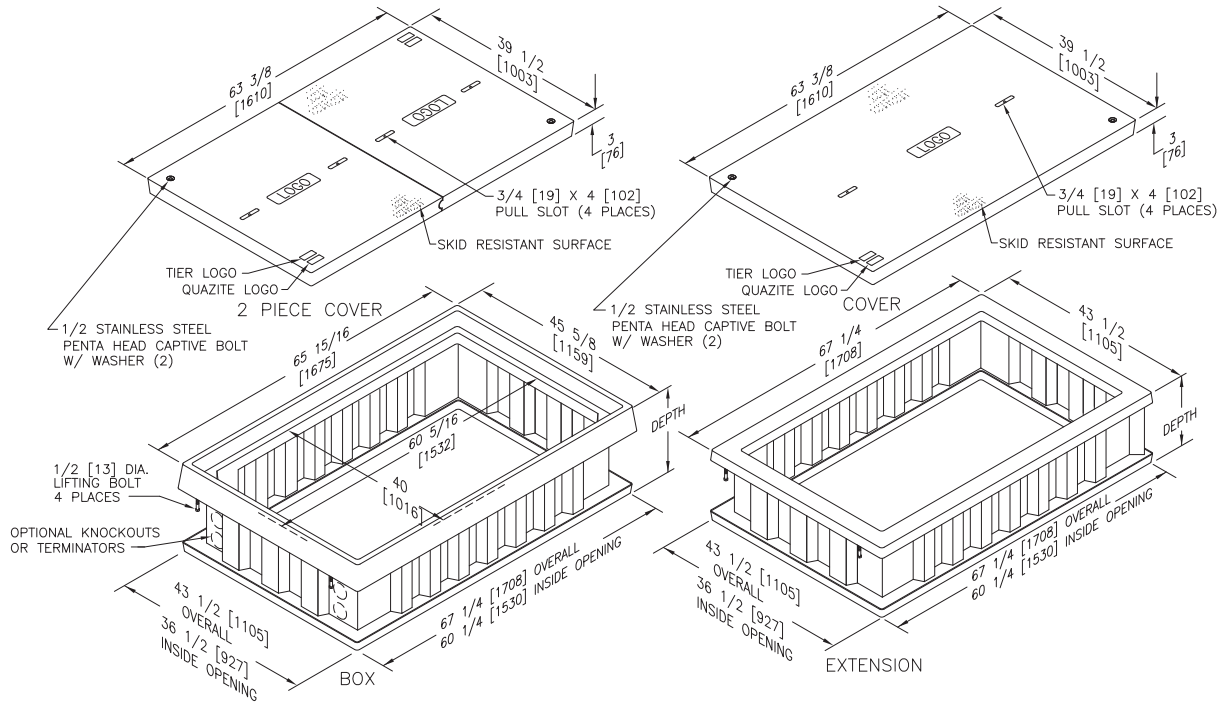 63 3/8
[1610]
39 1/2
[1003]
3
[76]
LOGO
LOGO
3/4 [19] X 4 [102]
PULL SLOT (4 PLACES)
SKID RESISTANT SURFACE
TIER LOGO
QUAZITE LOGO
2 PIECE COVER
1/2 STAINLESS STEEL
PENTA HEAD CAPTIVE BOLT
W/ WASHER (2)
63 3/8
[1610]
39 1/2
[1003]
3
[76]
LOGO
3/4 [19] X 4 [102]
PULL SLOT (4 PLACES)
SKID RESISTANT SURFACE
TIER LOGO
QUAZITE LOGO
COVER
1/2 STAINLESS STEEL
PENTA HEAD CAPTIVE BOLT
W/ WASHER (2)
65 15/16
[1675]
45 5/8
[1159]
DEPTH
60 5/16
[1532]
40
[1016]
1/2 [13] DIA.
LIFTING BOLT
4 PLACES
OPTIONAL KNOCKOUTS
OR TERMINATORS
43 1/2 [1105]
OVERALL
36 1/2 [927]
INSIDE OPENING
67 1/4 [1708] OVERALL
60 1/4 [1530] INSIDE OPENING
BOX
67 1/4
[1708]
43 1/2
[1105]
DEPTH
43 1/2 [1105]
OVERALL
36 1/2 [927]
INSIDE OPENING
67 1/4 [1708] OVERALL
60 1/4 [1530] INSIDE OPENING
EXTENSION